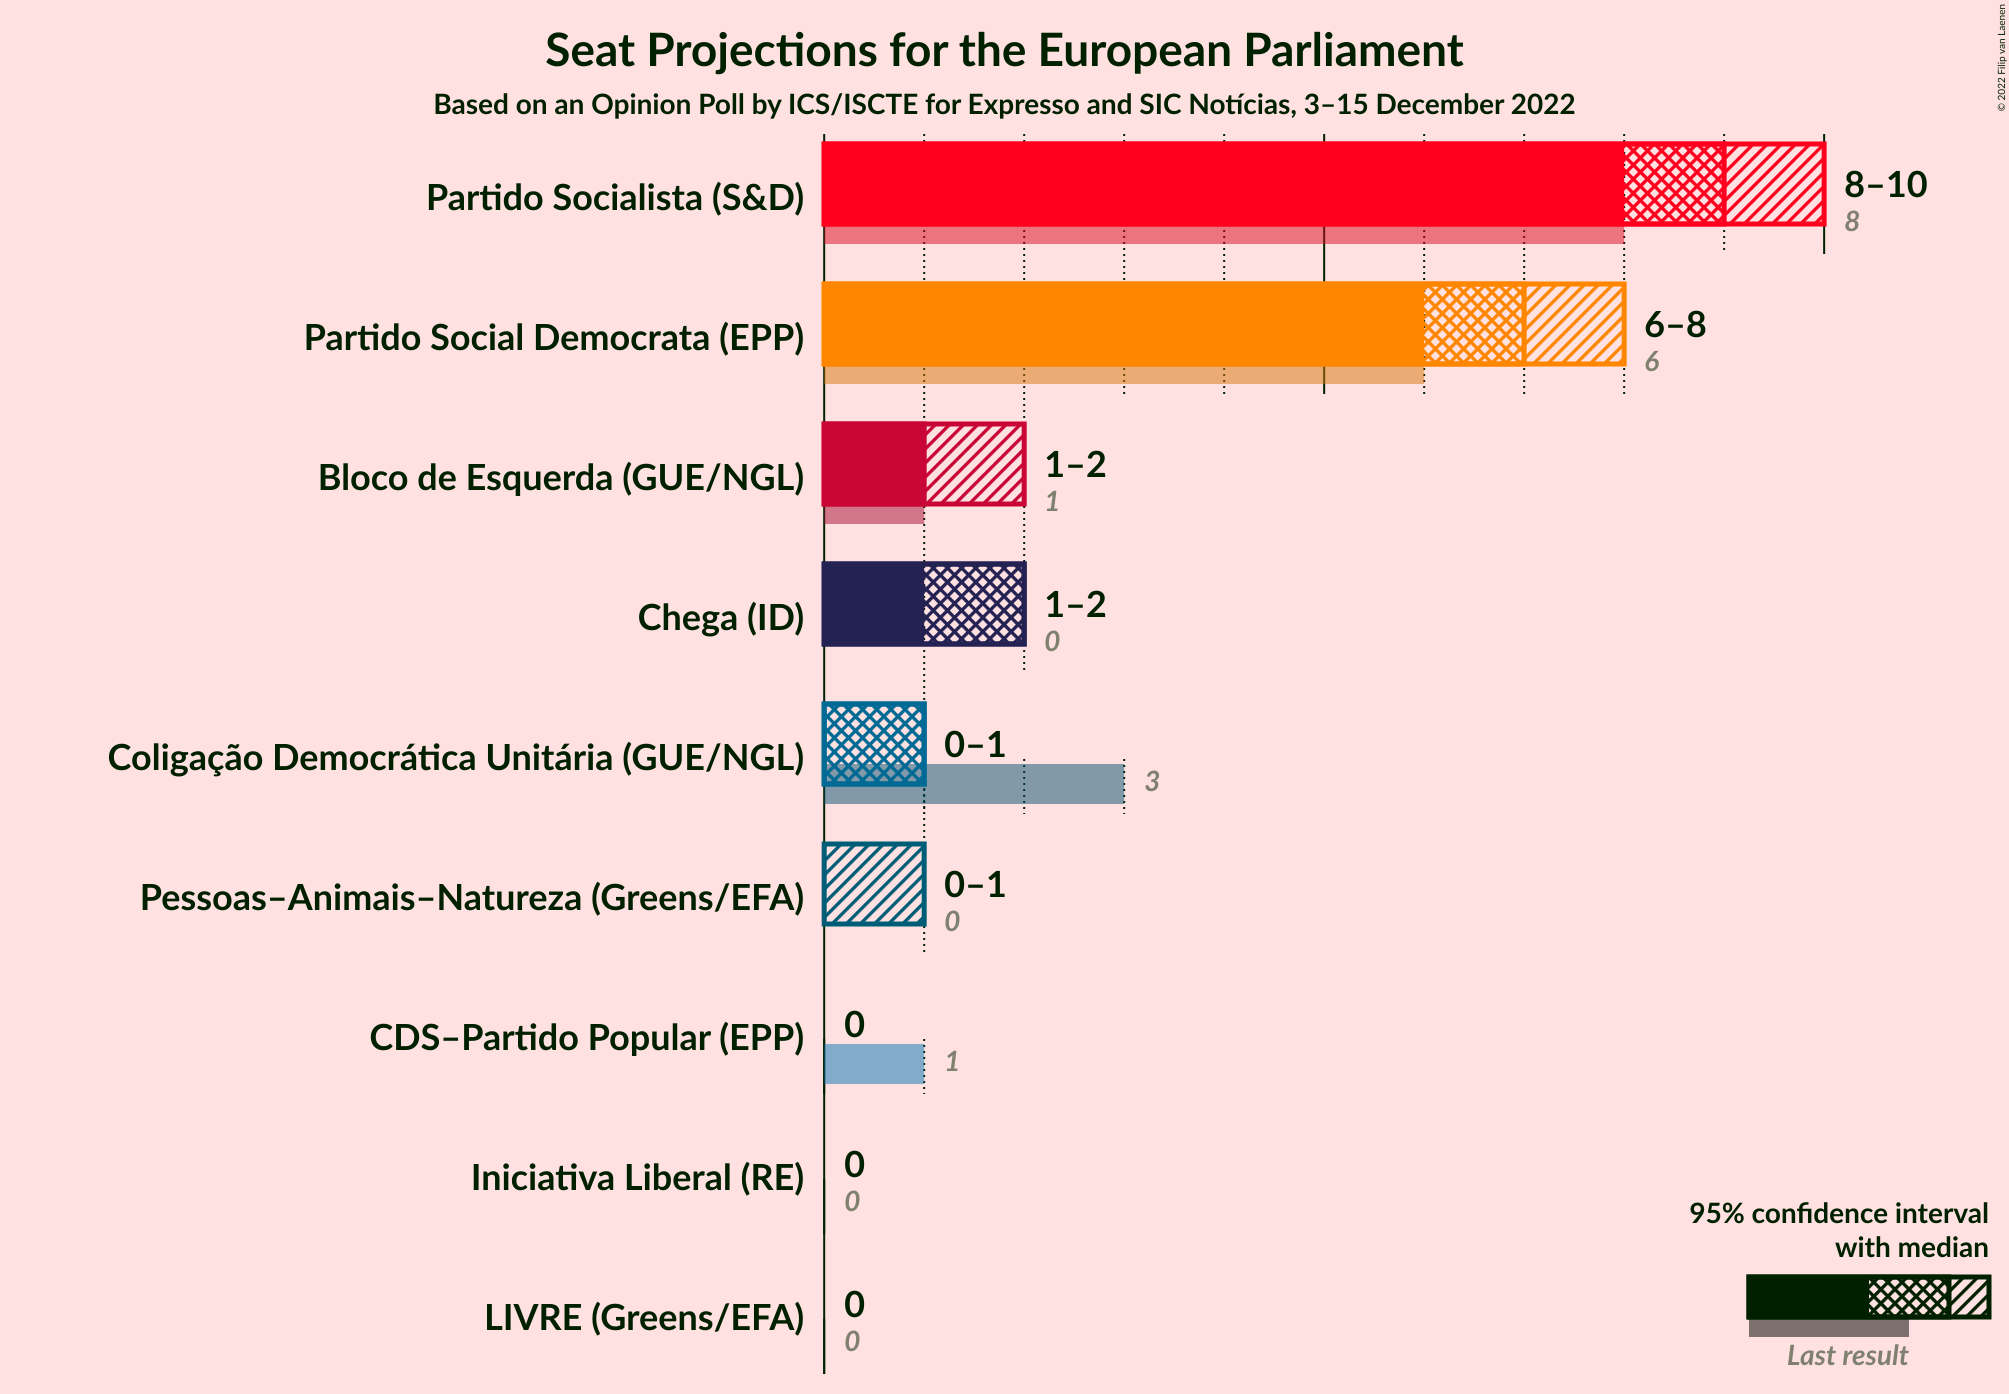 Seat Projections for the European Parliament
Based on an Opinion Poll by ICS/ISCTE for Expresso and SIC Notícias, 3–15 December 2022
© 2022 Filip van Laenen
Partido Socialista (S&D)
8–10
8
Partido Social Democrata (EPP)
6–8
6
Bloco de Esquerda (GUE/NGL)
1–2
1
Chega (ID)
1–2
0
Coligação Democrática Unitária (GUE/NGL)
0–1
3
Pessoas–Animais–Natureza (Greens/EFA)
0–1
0
CDS–Partido Popular (EPP)
0
1
Iniciativa Liberal (RE)
0
0
LIVRE (Greens/EFA)
0
0
95% confidence interval
with median
Last result